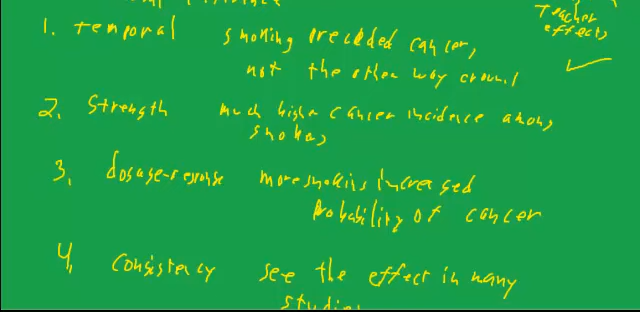 Teacher
effects
1. temporal smoking preceded cancer,
not the other way around
2. Strength much higher cancer incidence among
smokers
3. dosage-response more smoking increased
probability of cancer
4. Consistency see the effect in many
studies